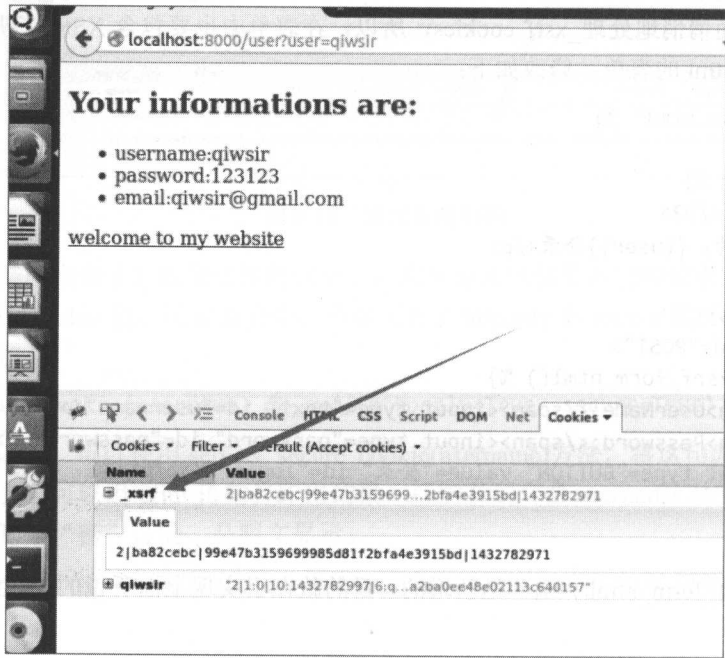 localhost:8000/user?user=qiwsir
Your informations are:
• username:qiwsir
• password:123123
• email:qiwsir@gmail.com
welcome to my website
Console HTML CSS Script DOM Net Cookies
Cookies Filter Default (Accept cookies)
Name Value
_xsrf 2|ba82cebc|99e47b3159699...2bfa4e3915bd|1432782971
Value
2|ba82cebc|99e47b3159699985d81f2bfa4e3915bd|1432782971
qiwsir "2|1:0|10:1432782997|6:q...a2ba0ee48e02113c640157"